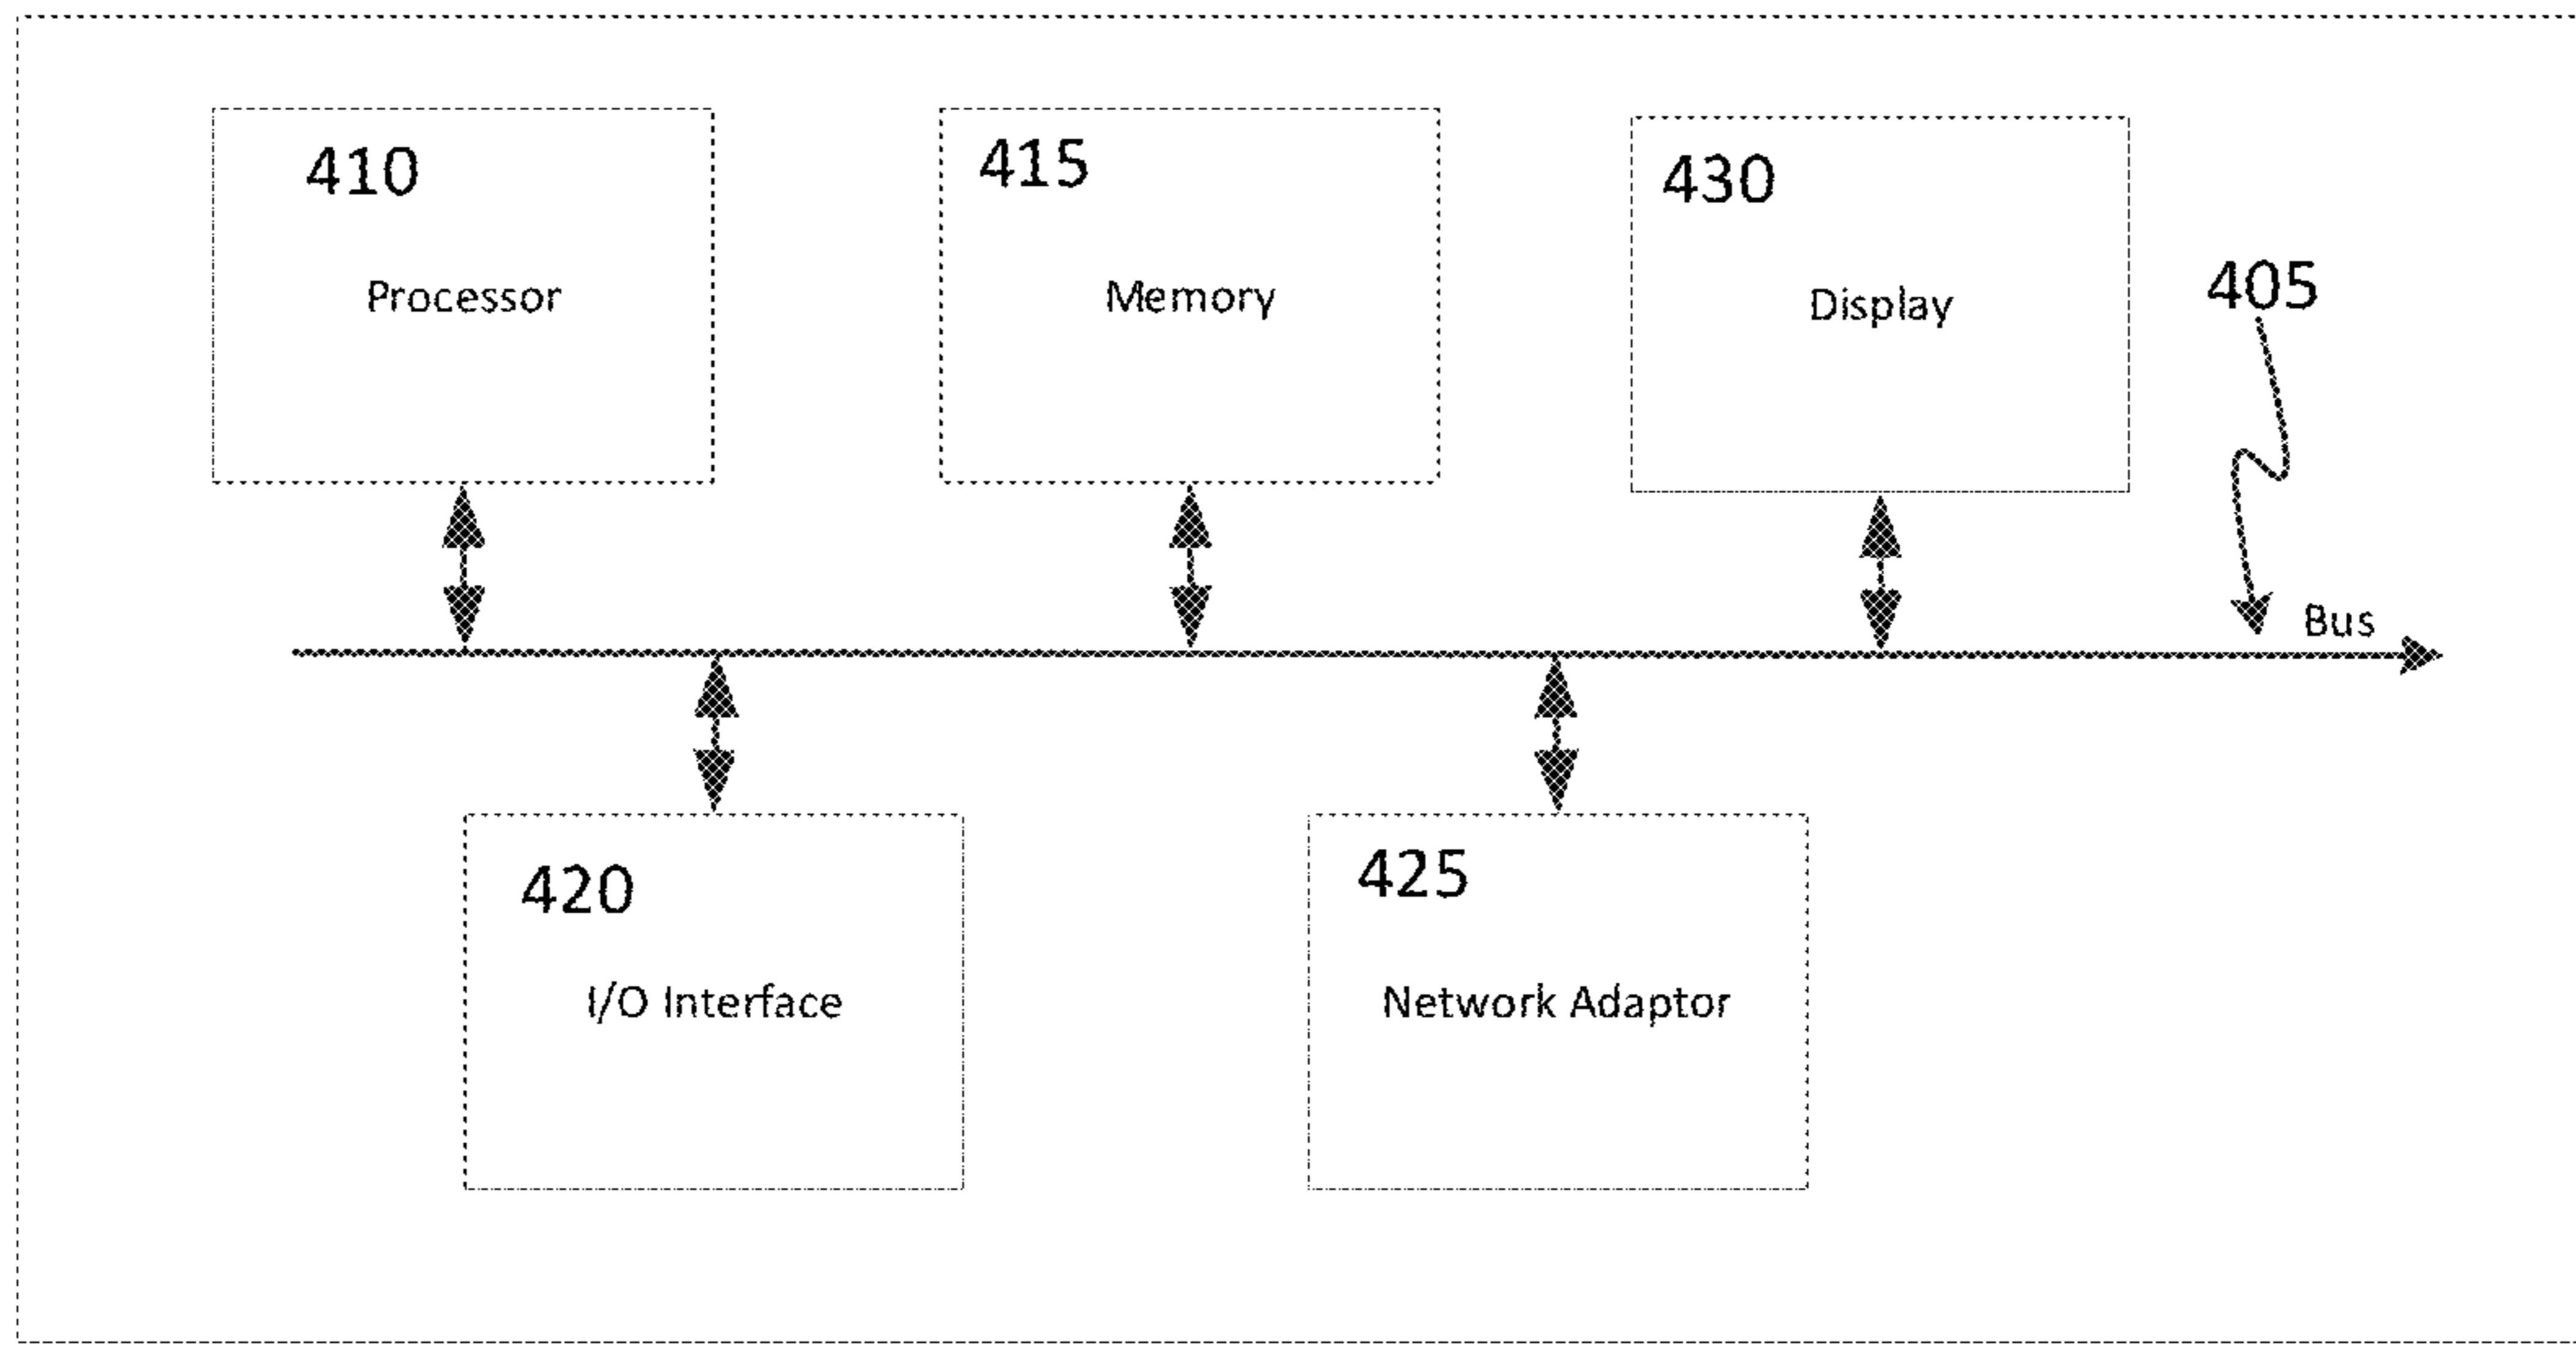 410
Processor
415
Memory
430
Display
405
Bus
420
I/O Interface
425
Network Adaptor